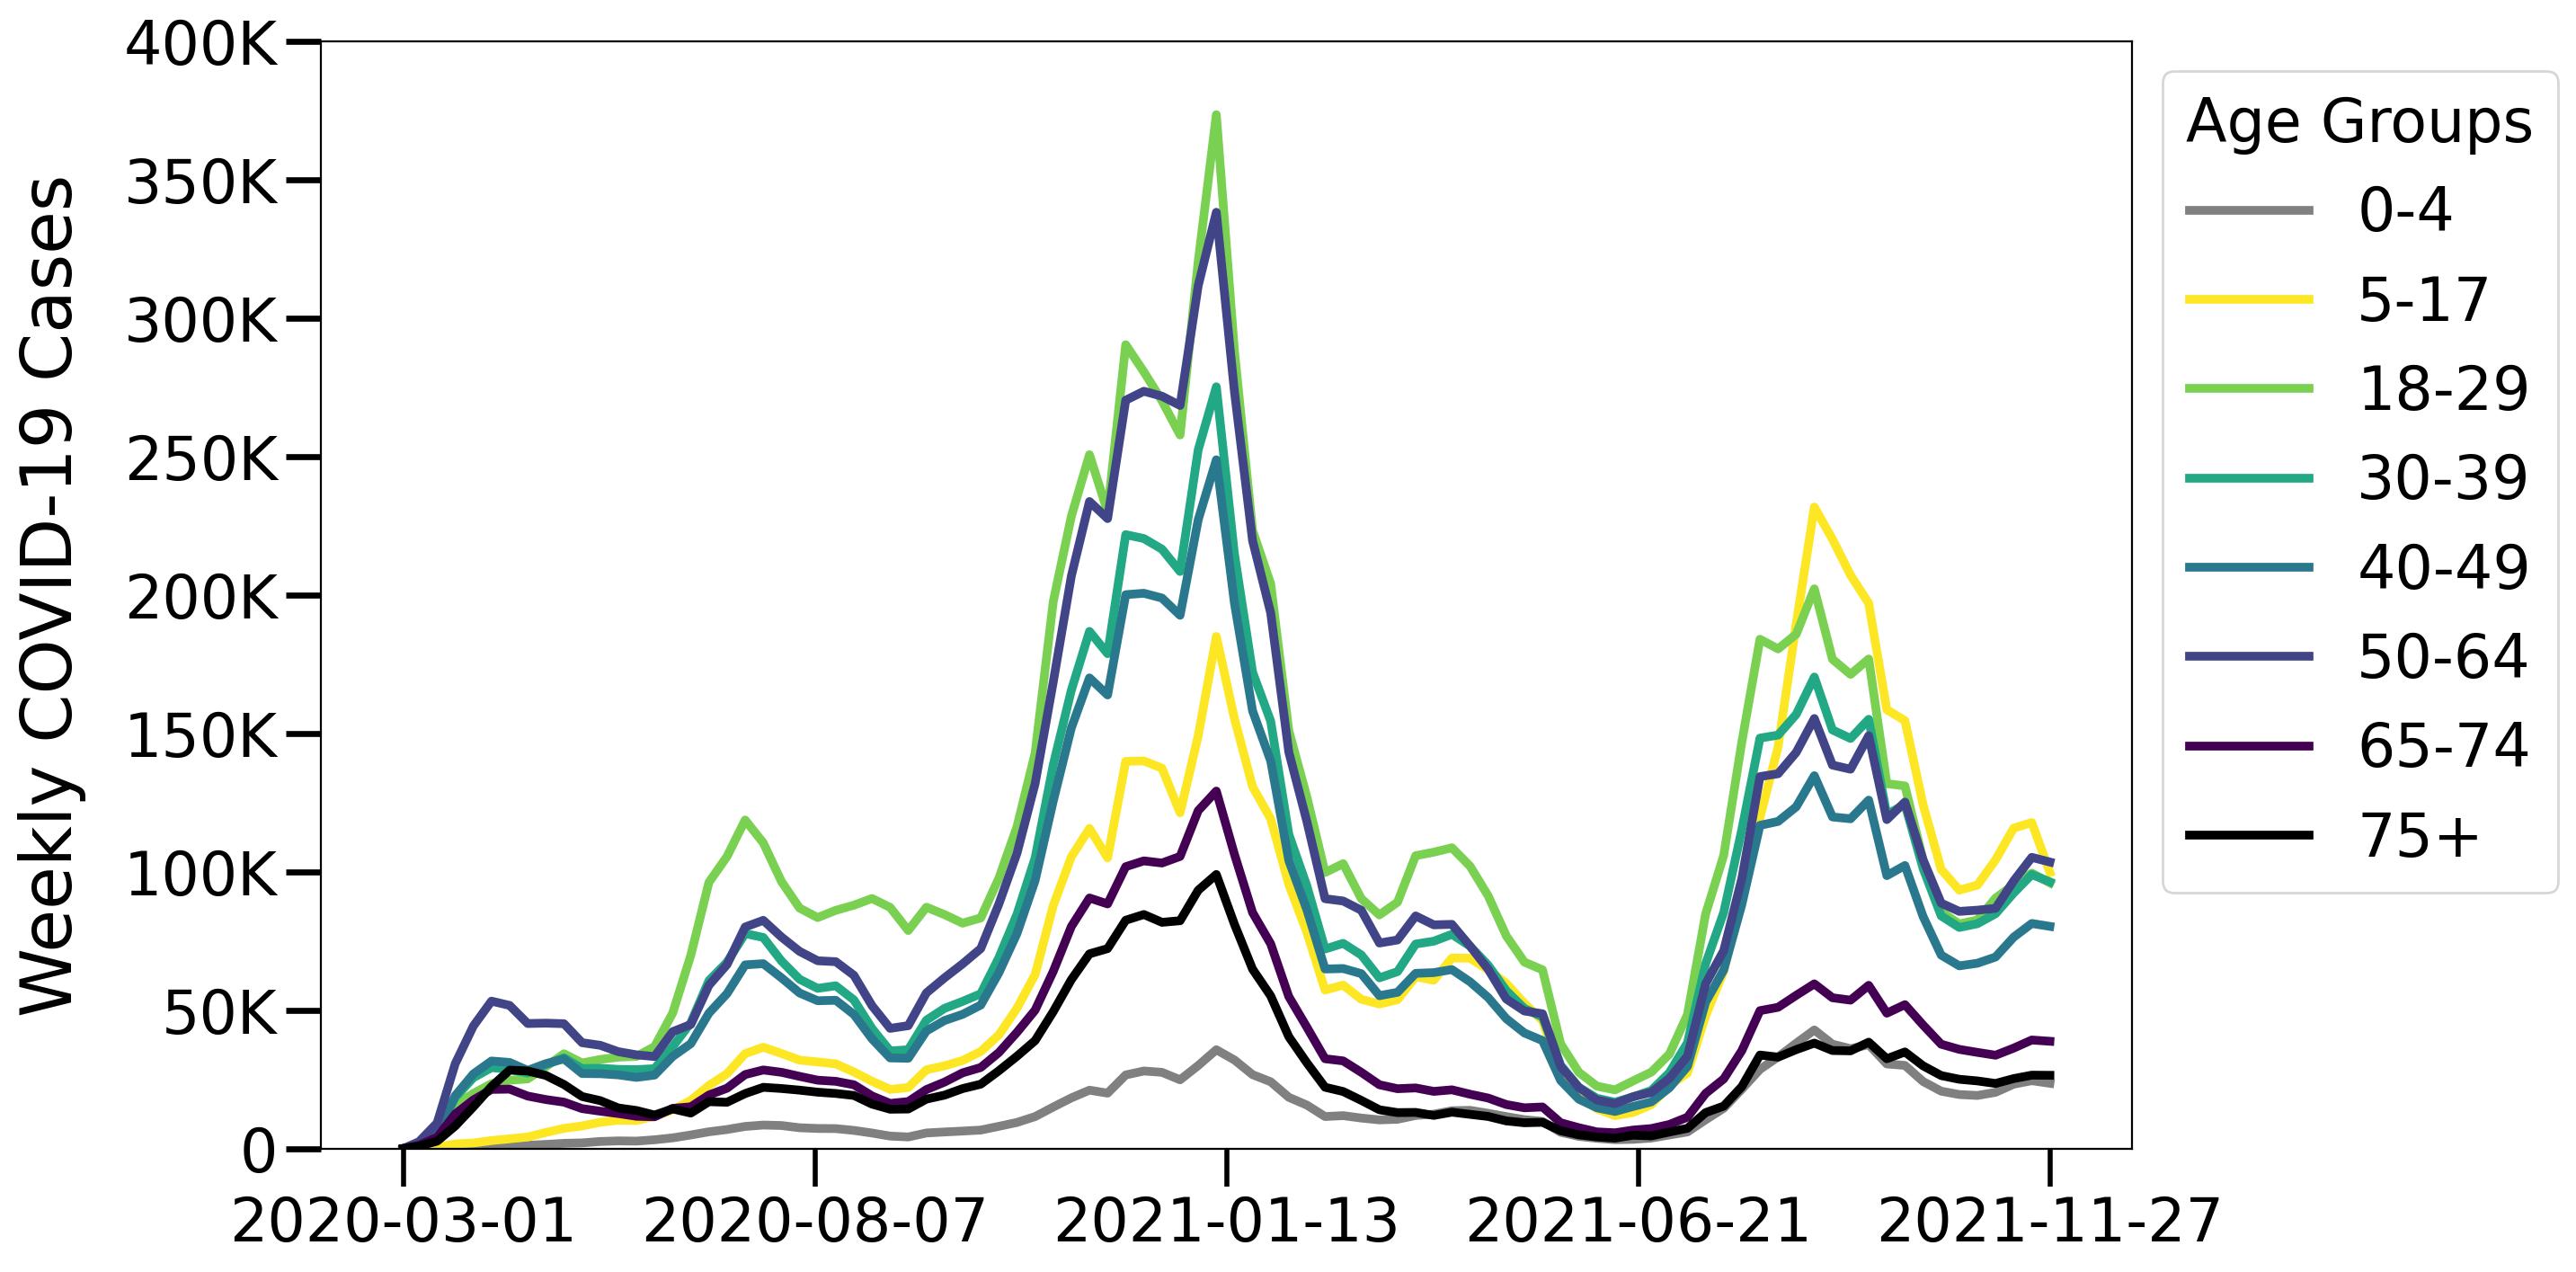 Weekly COVID-19 Cases
400K
350K
300K
250K
200K
150K
100K
50K
0
2020-03-01
2020-08-07
2021-01-13
2021-06-21
2021-11-27
Age Groups
0-4
5-17
18-29
30-39
40-49
50-64
65-74
75+